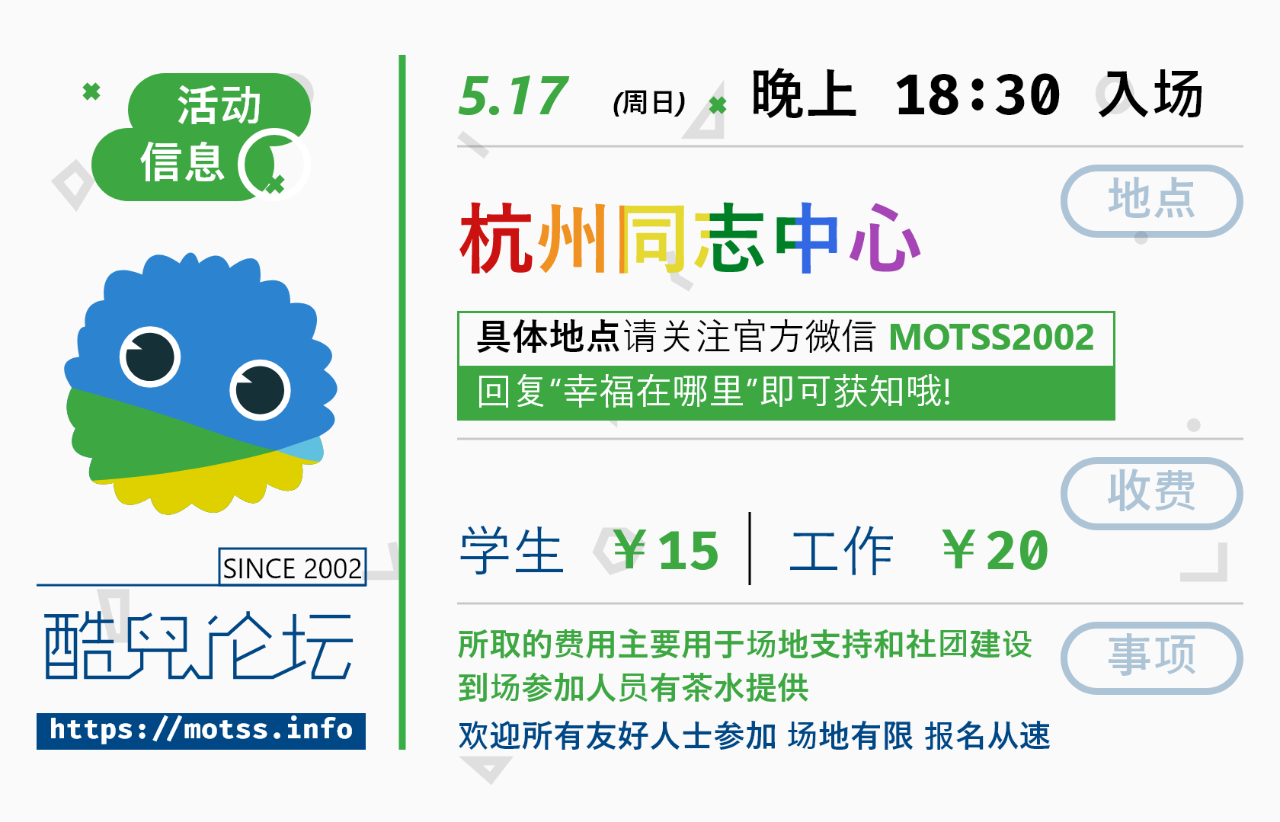 活动
信息
SINCE 2002
酷兒论坛
https://motss.info
5.17 (周日) 晚上 18:30 入场
地点
杭州同志中心
具体地点请关注官方微信 MOTSS2002
回复“幸福在哪里”即可获知哦!
收费
学生 ￥15 工作 ￥20
事项
所取的费用主要用于场地支持和社团建设
到场参加人员有茶水提供
欢迎所有友好人士参加 场地有限 报名从速